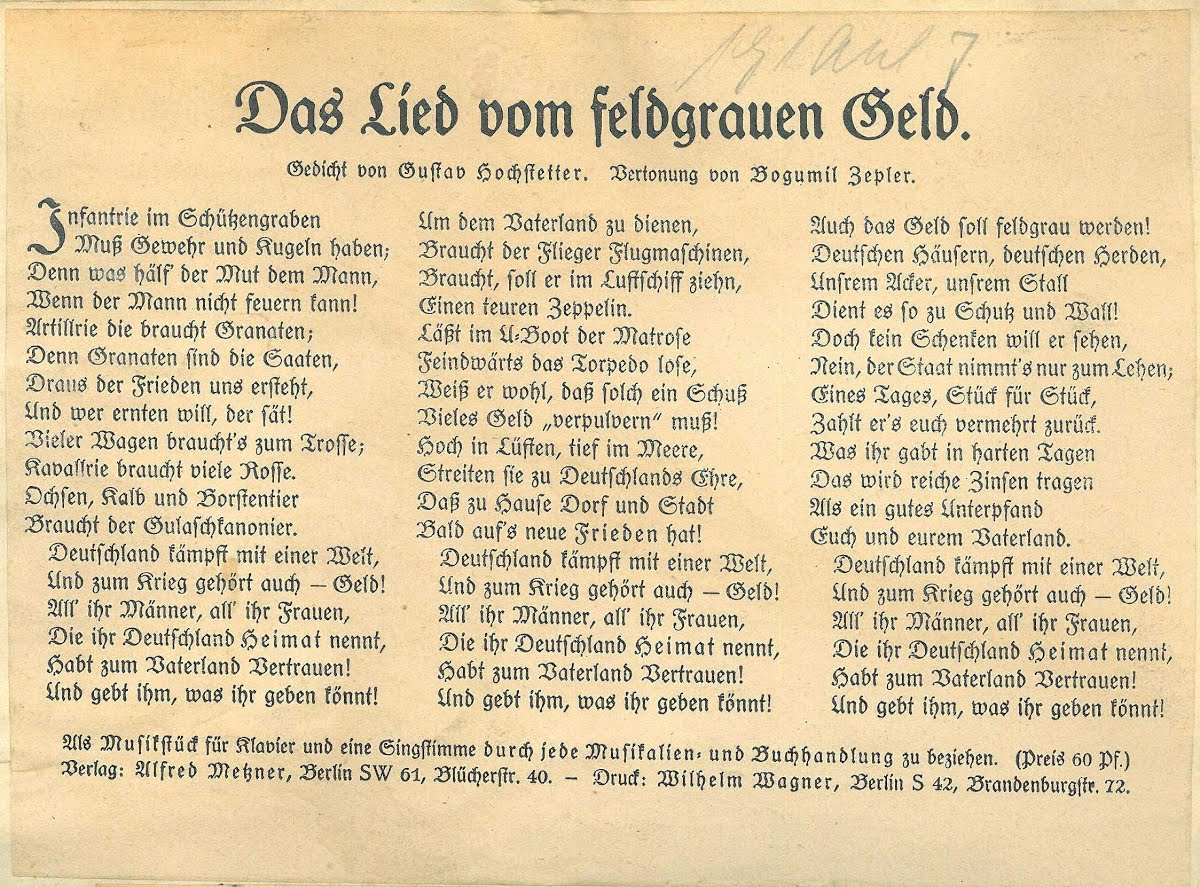 Das Lied vom feldgrauen Geld.
Gedicht von Gustav Hochstetter. Vertonung von Bogumil Zepler.
Infantrie im Schützengraben
Muß Gewehr und Kugeln haben;
Denn was hälf' der Mut dem Mann,
Wenn der Mann nicht feuern kann!
Artillrie die braucht Granaten;
Denn Granaten sind die Saaten,
Draus der Frieden uns ersteht,
Und wer ernten will, der sät!
Vieler Wagen braucht's zum Trosse;
Kavallrie braucht viele Rosse.
Ochsen, Kalb und Borstentier
Braucht der Gulaschkanonier.
Deutschland kämpft mit einer Welt,
Und zum Krieg gehört auch — Geld!
All' ihr Männer, all' ihr Frauen,
Die ihr Deutschland Heimat nennt,
Habt zum Vaterland Vertrauen!
Und gebt ihm, was ihr geben könnt!
Um dem Vaterland zu dienen,
Braucht der Flieger Flugmaschinen,
Braucht, soll er im Luftschiff ziehn,
Einen teuren Zeppelin.
Läßt im U-Boot der Matrose
Feindwärts das Torpedo lose,
Weiß er wohl, daß solch ein Schuß
Vieles Geld „verpulvern“ muß!
Hoch in Lüften, tief im Meere,
Streiten sie zu Deutschlands Ehre,
Daß zu Hause Dorf und Stadt
Bald auf's neue Frieden hat!
Deutschland kämpft mit einer Welt,
Und zum Krieg gehört auch — Geld!
All' ihr Männer, all' ihr Frauen,
Die ihr Deutschland Heimat nennt,
Habt zum Vaterland Vertrauen!
Und gebt ihm, was ihr geben könnt!
Auch das Geld soll feldgrau werden!
Deutschen Häusern, deutschen Herden,
Unsrem Acker, unsrem Stall
Dient es so zu Schutz und Wall!
Doch kein Schenken will er sehen,
Nein, der Staat nimmt's nur zum Lehen;
Eines Tages, Stück für Stück,
Zahlt er's euch vermehrt zurück.
Was ihr gabt in harten Tagen
Das wird reiche Zinsen tragen
Als ein gutes Unterpfand
Euch und eurem Vaterland.
Deutschland kämpft mit einer Welt,
Und zum Krieg gehört auch — Geld!
All' ihr Männer, all' ihr Frauen,
Die ihr Deutschland Heimat nennt,
Habt zum Vaterland Vertrauen!
Und gebt ihm, was ihr geben könnt!
Als Musikstück für Klavier und eine Singstimme durch jede Musikalien- und Buchhandlung zu beziehen. (Preis 60 Pf.)
Verlag: Alfred Metzner, Berlin SW 61, Blücherstr. 40. — Druck: Wilhelm Wagner, Berlin S 42, Brandenburgstr. 72.